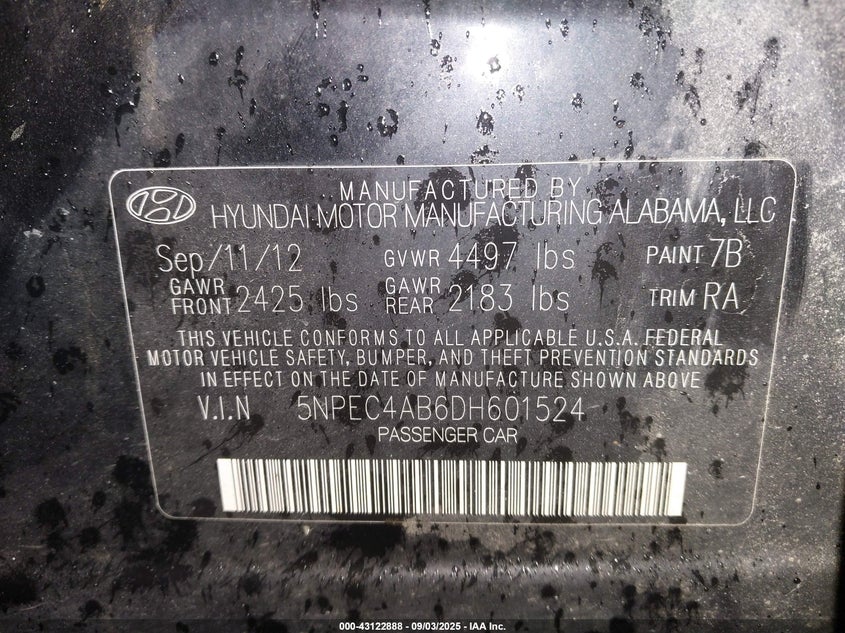 MANUFACTURED BY
HYUNDAI MOTOR MANUFACTURING ALABAMA, LLC
Sep/11/12 GVWR 4497 lbs PAINT 7B
GAWR FRONT 2425 lbs GAWR REAR 2183 lbs TRIM RA
THIS VEHICLE CONFORMS TO ALL APPLICABLE U.S.A. FEDERAL
MOTOR VEHICLE SAFETY, BUMPER, AND THEFT PREVENTION STANDARDS
IN EFFECT ON THE DATE OF MANUFACTURE SHOWN ABOVE
V.I.N 5NPEC4AB6DH601524
PASSENGER CAR
000-43122888 - 09/03/2025 - IAA Inc.